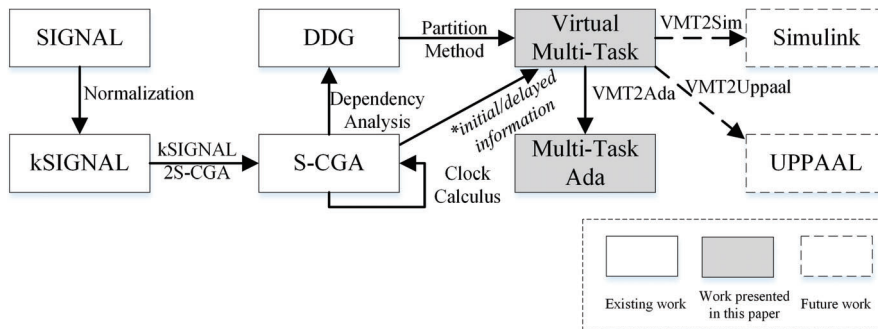 SIGNAL
DDG
Partition
Method
Virtual
Multi-Task
VMT2Sim
Simulink
Normalization
Dependency
Analysis
*initial/delayed
information
VMT2Ada
VMT2Uppaal
kSIGNAL
kSIGNAL
2S-CGA
S-CGA
Clock
Calculus
Multi-Task
Ada
UPPAAL
Existing work
Work presented
in this paper
Future work